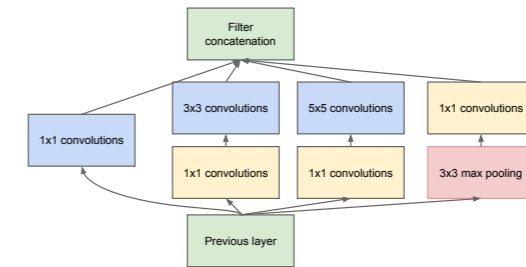 Filter
concatenation
3x3 convolutions
5x5 convolutions
1x1 convolutions
1x1 convolutions
1x1 convolutions
1x1 convolutions
3x3 max pooling
Previous layer